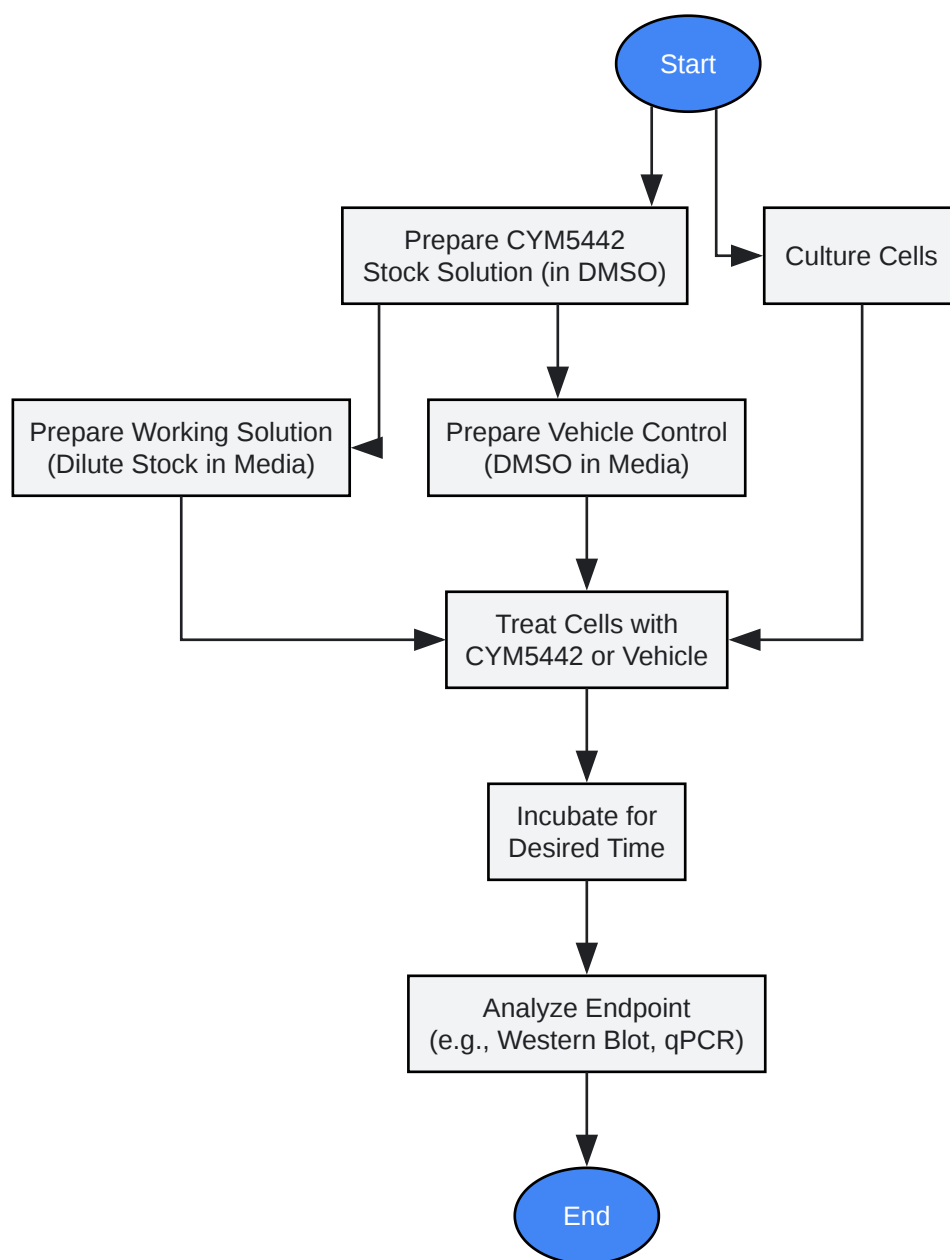 Start
Prepare CYM5442
Stock Solution (in DMSO)
Culture Cells
Prepare Working Solution
(Dilute Stock in Media)
Prepare Vehicle Control
(DMSO in Media)
Treat Cells with
CYM5442 or Vehicle
Incubate for
Desired Time
Analyze Endpoint
(e.g., Western Blot, qPCR)
End